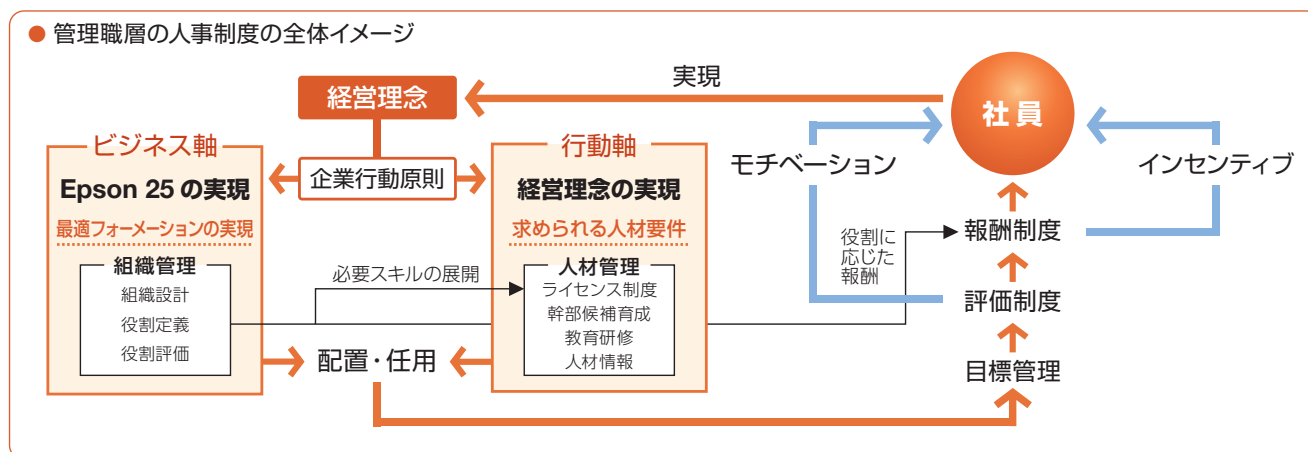 ● 管理職層の人事制度の全体イメージ
経営理念
実現
社員
ビジネス軸
Epson 25 の実現
最適フォーメーションの実現
組織管理
組織設計
役割定義
役割評価
企業行動原則
行動軸
経営理念の実現
求められる人材要件
必要スキルの展開
人材管理
ライセンス制度
幹部候補育成
教育研修
人材情報
配置・任用
モチベーション
インセンティブ
役割に
応じた
報酬
報酬制度
評価制度
目標管理